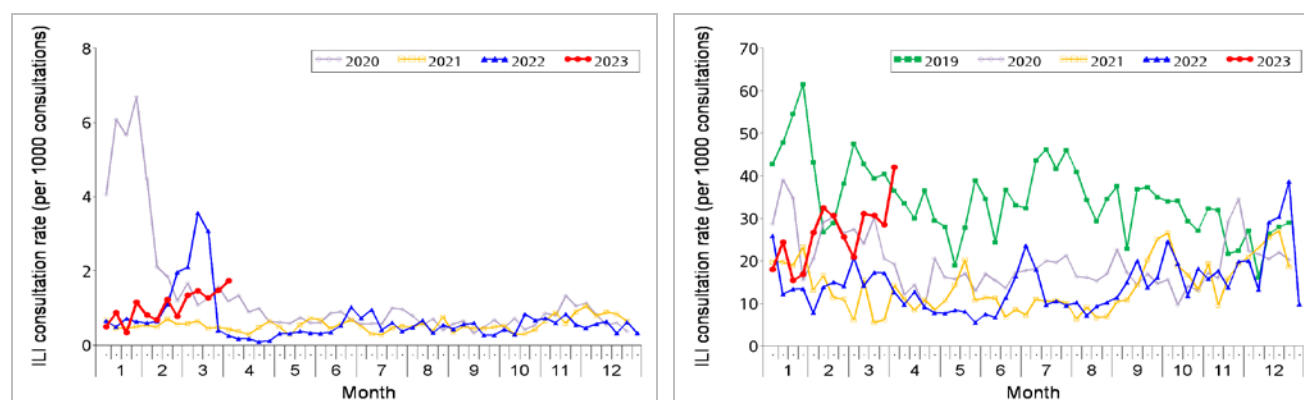 ILI consultation rate (per 1000 consultations)
8
6
4
2
0
2020 2021 2022 2023
1 2 3 4 5 6 7 8 9 10 11 12
Month
ILI consultation rate (per 1000 consultations)
70
60
50
40
30
20
10
0
2019 2020 2021 2022 2023
1 2 3 4 5 6 7 8 9 10 11 12
Month